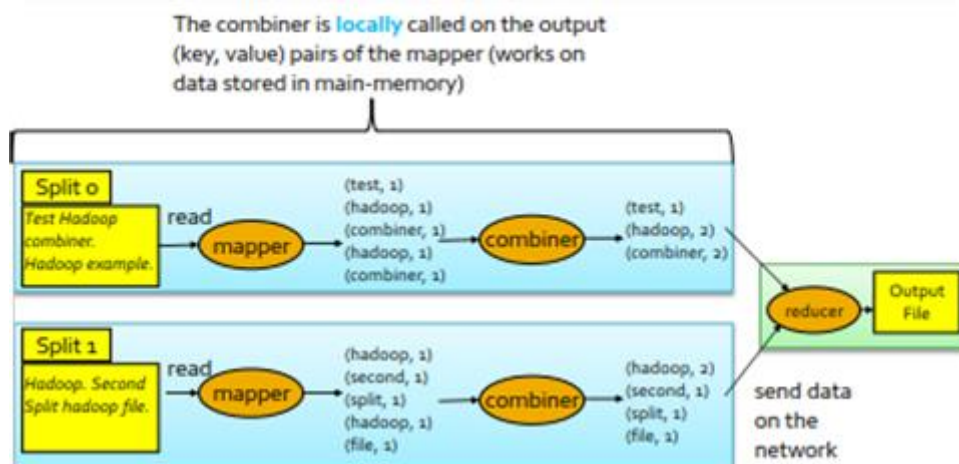 The combiner is locally called on the output
(key, value) pairs of the mapper (works on
data stored in main-memory)
Split 0
Test Hadoop
combiner.
Hadoop example.
read
mapper
(test, 1)
(hadoop, 1)
(combiner, 1)
(hadoop, 1)
(combiner, 1)
combiner
(test, 1)
(hadoop, 2)
(combiner, 2)
Split 1
Hadoop. Second
Split hadoop file.
read
mapper
(hadoop, 1)
(second, 1)
(split, 1)
(hadoop, 1)
(file, 1)
combiner
(hadoop, 2)
(second, 1)
(split, 1)
(file, 1)
reducer
Output
File
send data
on the
network